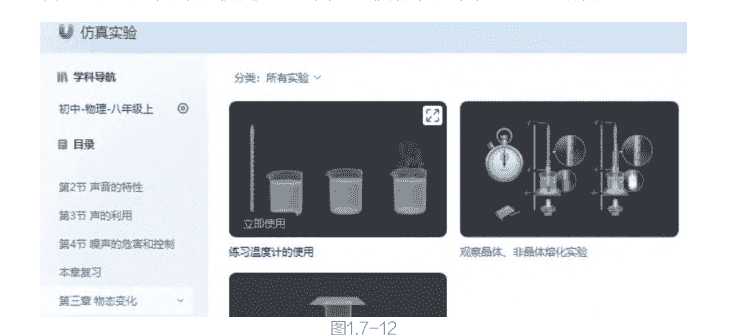 仿真实验
学科导航
初中-物理-八年级上
目录
第2节 声音的特性
第3节 声的利用
第4节 噪声的危害和控制
本章复习
第三章 物态变化
分类：所有实验
立即使用
练习温度计的使用
观察晶体、非晶体熔化实验
图1.7-12